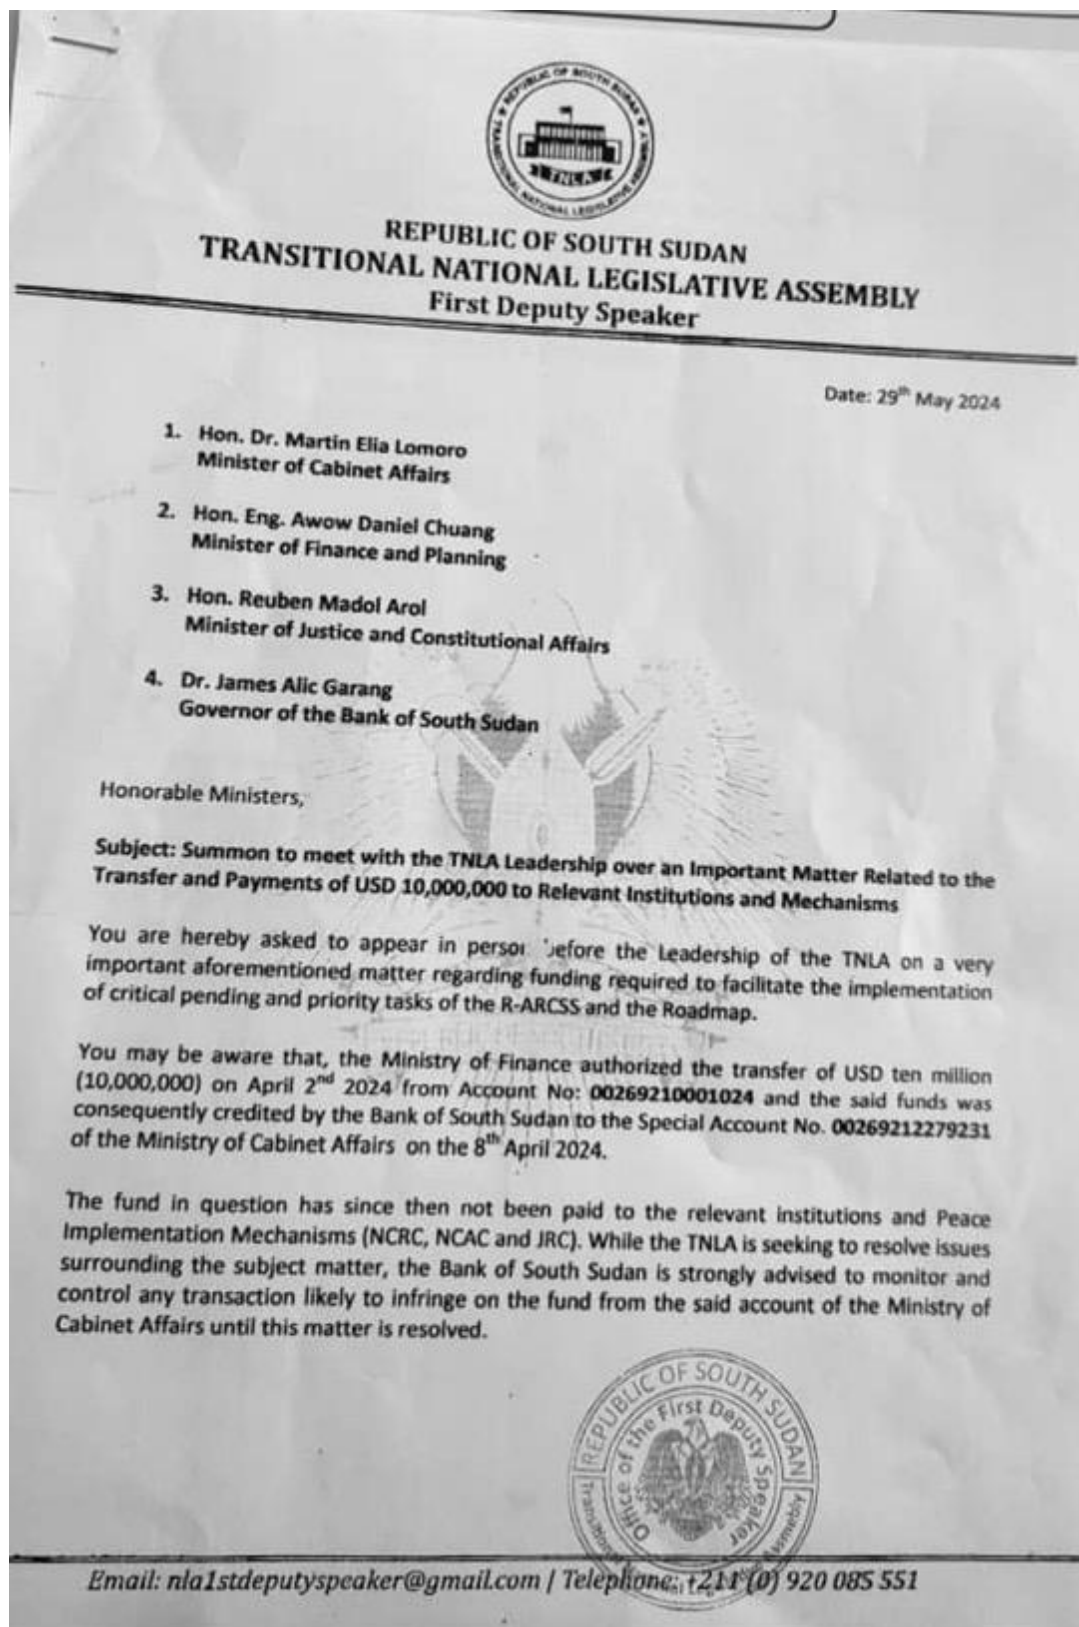 REPUBLIC OF SOUTH SUDAN
TRANSITIONAL NATIONAL LEGISLATIVE ASSEMBLY
TNLA
REPUBLIC OF SOUTH SUDAN
TRANSITIONAL NATIONAL LEGISLATIVE ASSEMBLY
First Deputy Speaker
Date: 29th May 2024
1. Hon. Dr. Martin Elia Lomoro
Minister of Cabinet Affairs
2. Hon. Eng. Awow Daniel Chuang
Minister of Finance and Planning
3. Hon. Reuben Madol Arol
Minister of Justice and Constitutional Affairs
4. Dr. James Alic Garang
Governor of the Bank of South Sudan
Honorable Ministers,
Subject: Summon to meet with the TNLA Leadership over an Important Matter Related to the
Transfer and Payments of USD 10,000,000 to Relevant Institutions and Mechanisms
You are hereby asked to appear in person before the Leadership of the TNLA on a very
important aforementioned matter regarding funding required to facilitate the implementation
of critical pending and priority tasks of the R-ARCSS and the Roadmap.
You may be aware that, the Ministry of Finance authorized the transfer of USD ten million
(10,000,000) on April 2nd 2024 from Account No: 00269210001024 and the said funds was
consequently credited by the Bank of South Sudan to the Special Account No. 00269212279231
of the Ministry of Cabinet Affairs on the 8th April 2024.
The fund in question has since then not been paid to the relevant institutions and Peace
Implementation Mechanisms (NCRC, NCAC and JRC). While the TNLA is seeking to resolve issues
surrounding the subject matter, the Bank of South Sudan is strongly advised to monitor and
control any transaction likely to infringe on the fund from the said account of the Ministry of
Cabinet Affairs until this matter is resolved.
REPUBLIC OF SOUTH SUDAN
Office of the First Deputy Speaker
Email: nla1stdeputyspeaker@gmail.com | Telephone: +211 (0) 920 085 551